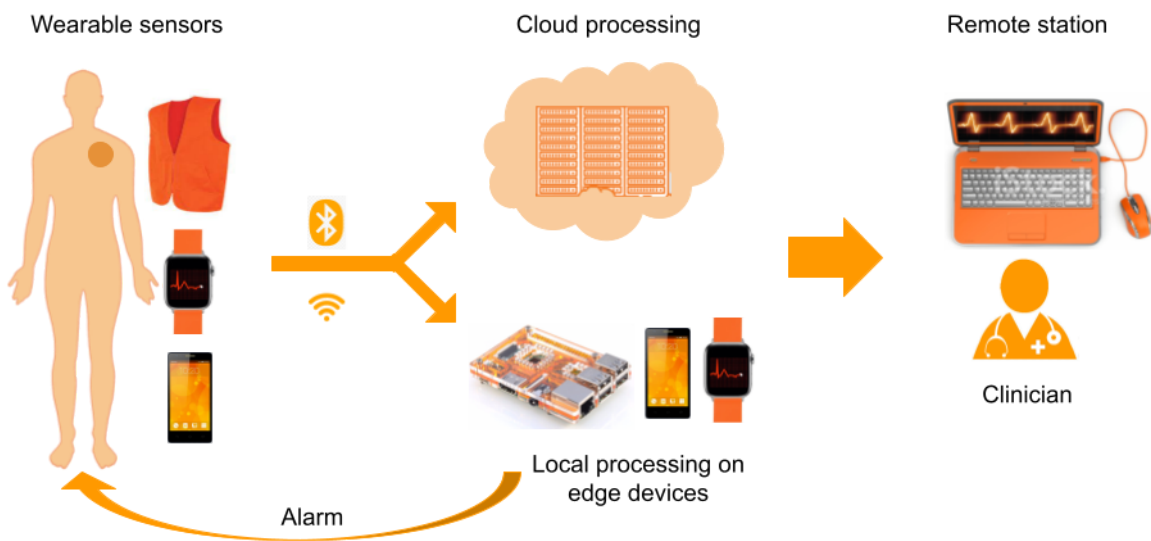 Wearable sensors
Cloud processing
Remote station
Clinician
Local processing on
edge devices
Alarm